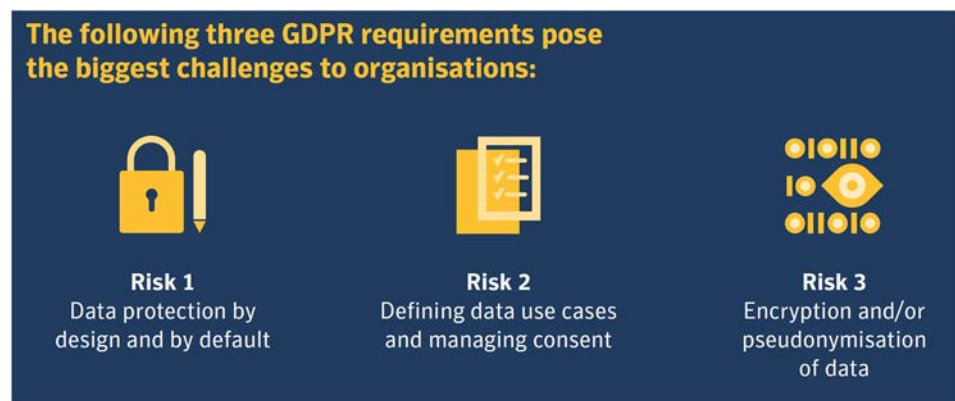 The following three GDPR requirements pose
the biggest challenges to organisations:
Risk 1
Data protection by
design and by default
Risk 2
Defining data use cases
and managing consent
Risk 3
Encryption and/or
pseudonymisation
of data